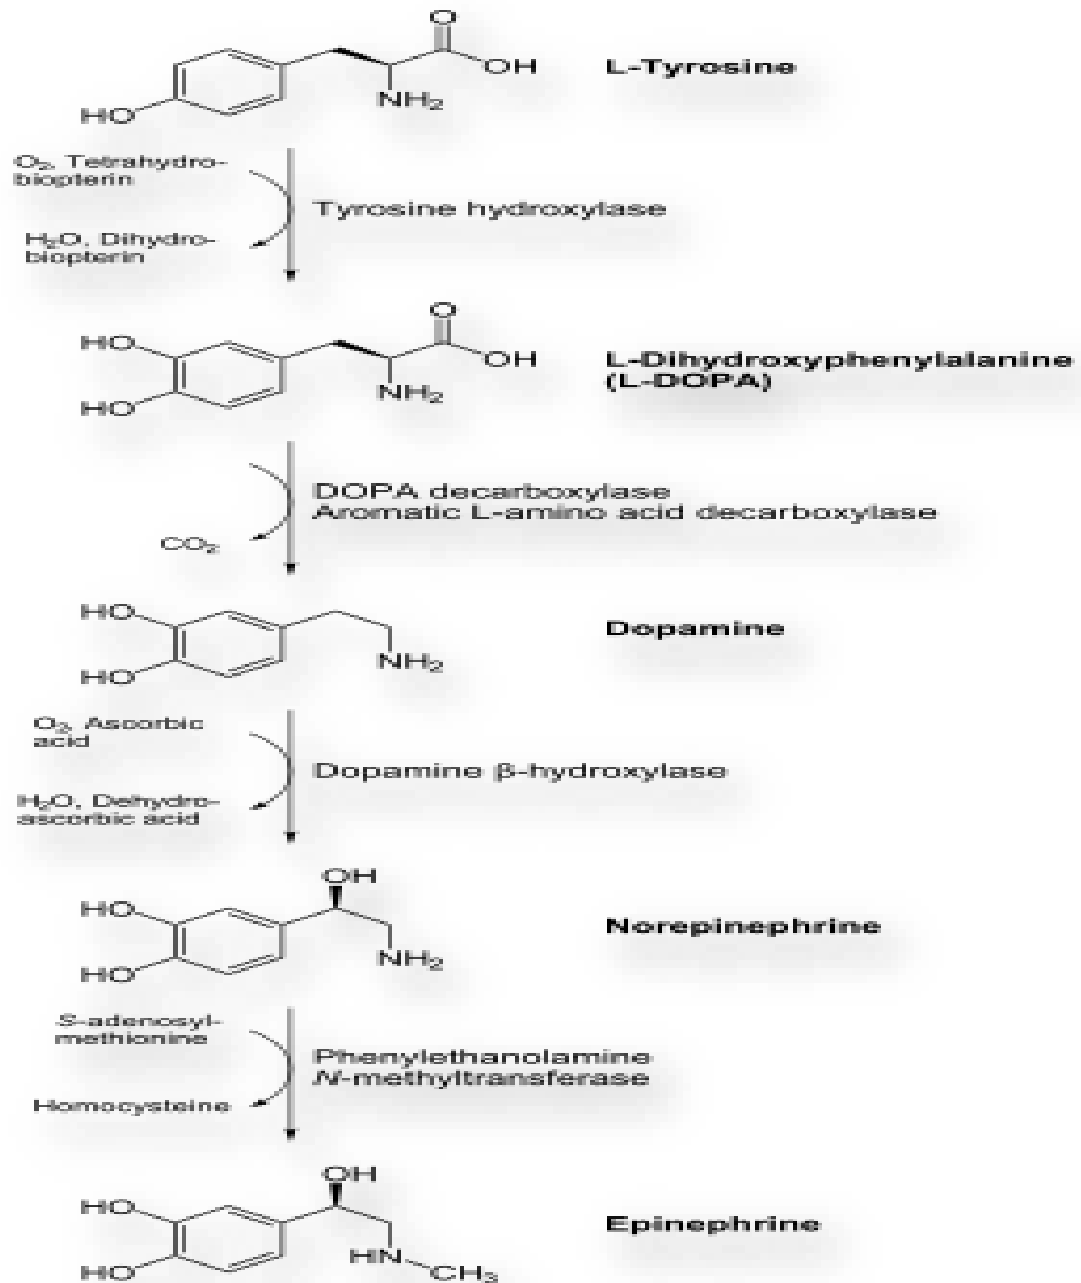 O
OH
NH₂
HO
L-Tyrosine
O₂, Tetrahydro-
biopterin
Tyrosine hydroxylase
H₂O, Dihydro-
biopterin
O
HO
OH
NH₂
HO
L-Dihydroxyphenylalanine
(L-DOPA)
DOPA decarboxylase
Aromatic L-amino acid decarboxylase
CO₂
HO
HO
NH₂
Dopamine
O₂, Ascorbic
acid
Dopamine β-hydroxylase
H₂O, Dehydro-
ascorbic acid
OH
HO
HO
NH₂
Norepinephrine
S-adenosyl-
methionine
Phenylethanolamine
N-methyltransferase
Homocysteine
OH
HO
HO
HN
CH₃
Epinephrine